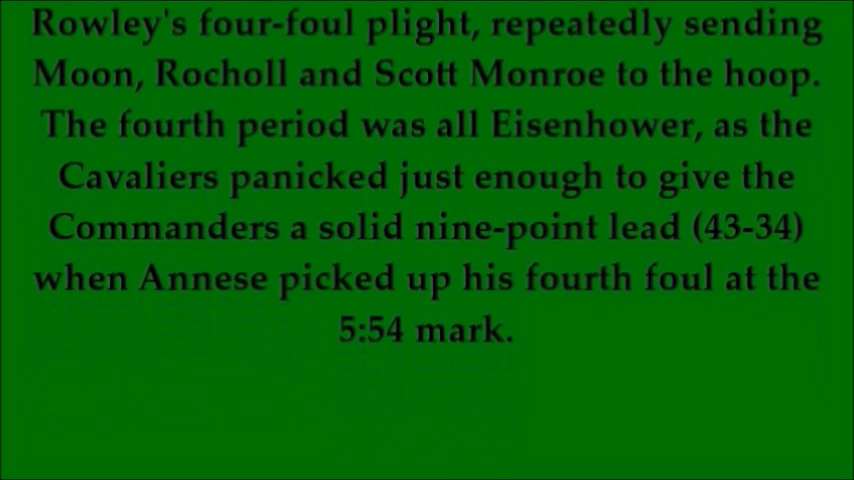 Rowley's four-foul plight, repeatedly sending
Moon, Rocholl and Scott Monroe to the hoop.
The fourth period was all Eisenhower, as the
Cavaliers panicked just enough to give the
Commanders a solid nine-point lead (43-34)
when Annese picked up his fourth foul at the
5:54 mark.